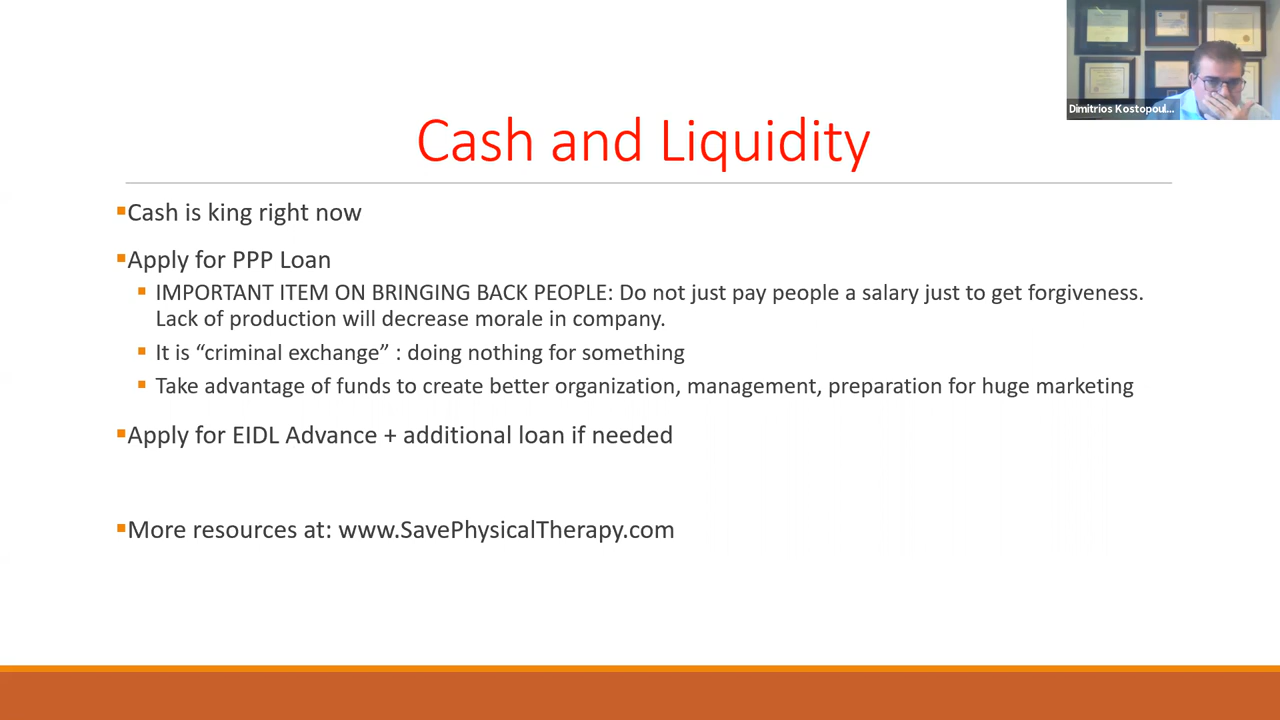 Dimitrios Kostopoul...
Cash and Liquidity
Cash is king right now
Apply for PPP Loan
IMPORTANT ITEM ON BRINGING BACK PEOPLE: Do not just pay people a salary just to get forgiveness.
Lack of production will decrease morale in company.
It is “criminal exchange” : doing nothing for something
Take advantage of funds to create better organization, management, preparation for huge marketing
Apply for EIDL Advance + additional loan if needed
More resources at: www.SavePhysicalTherapy.com